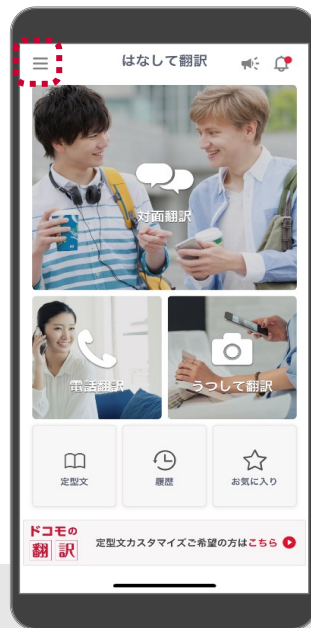 はなして翻訳
対面翻訳
電話翻訳
うつして翻訳
定型文
履歴
お気に入り
ドコモの
翻訳
定型文カスタマイズご希望の方はこちら